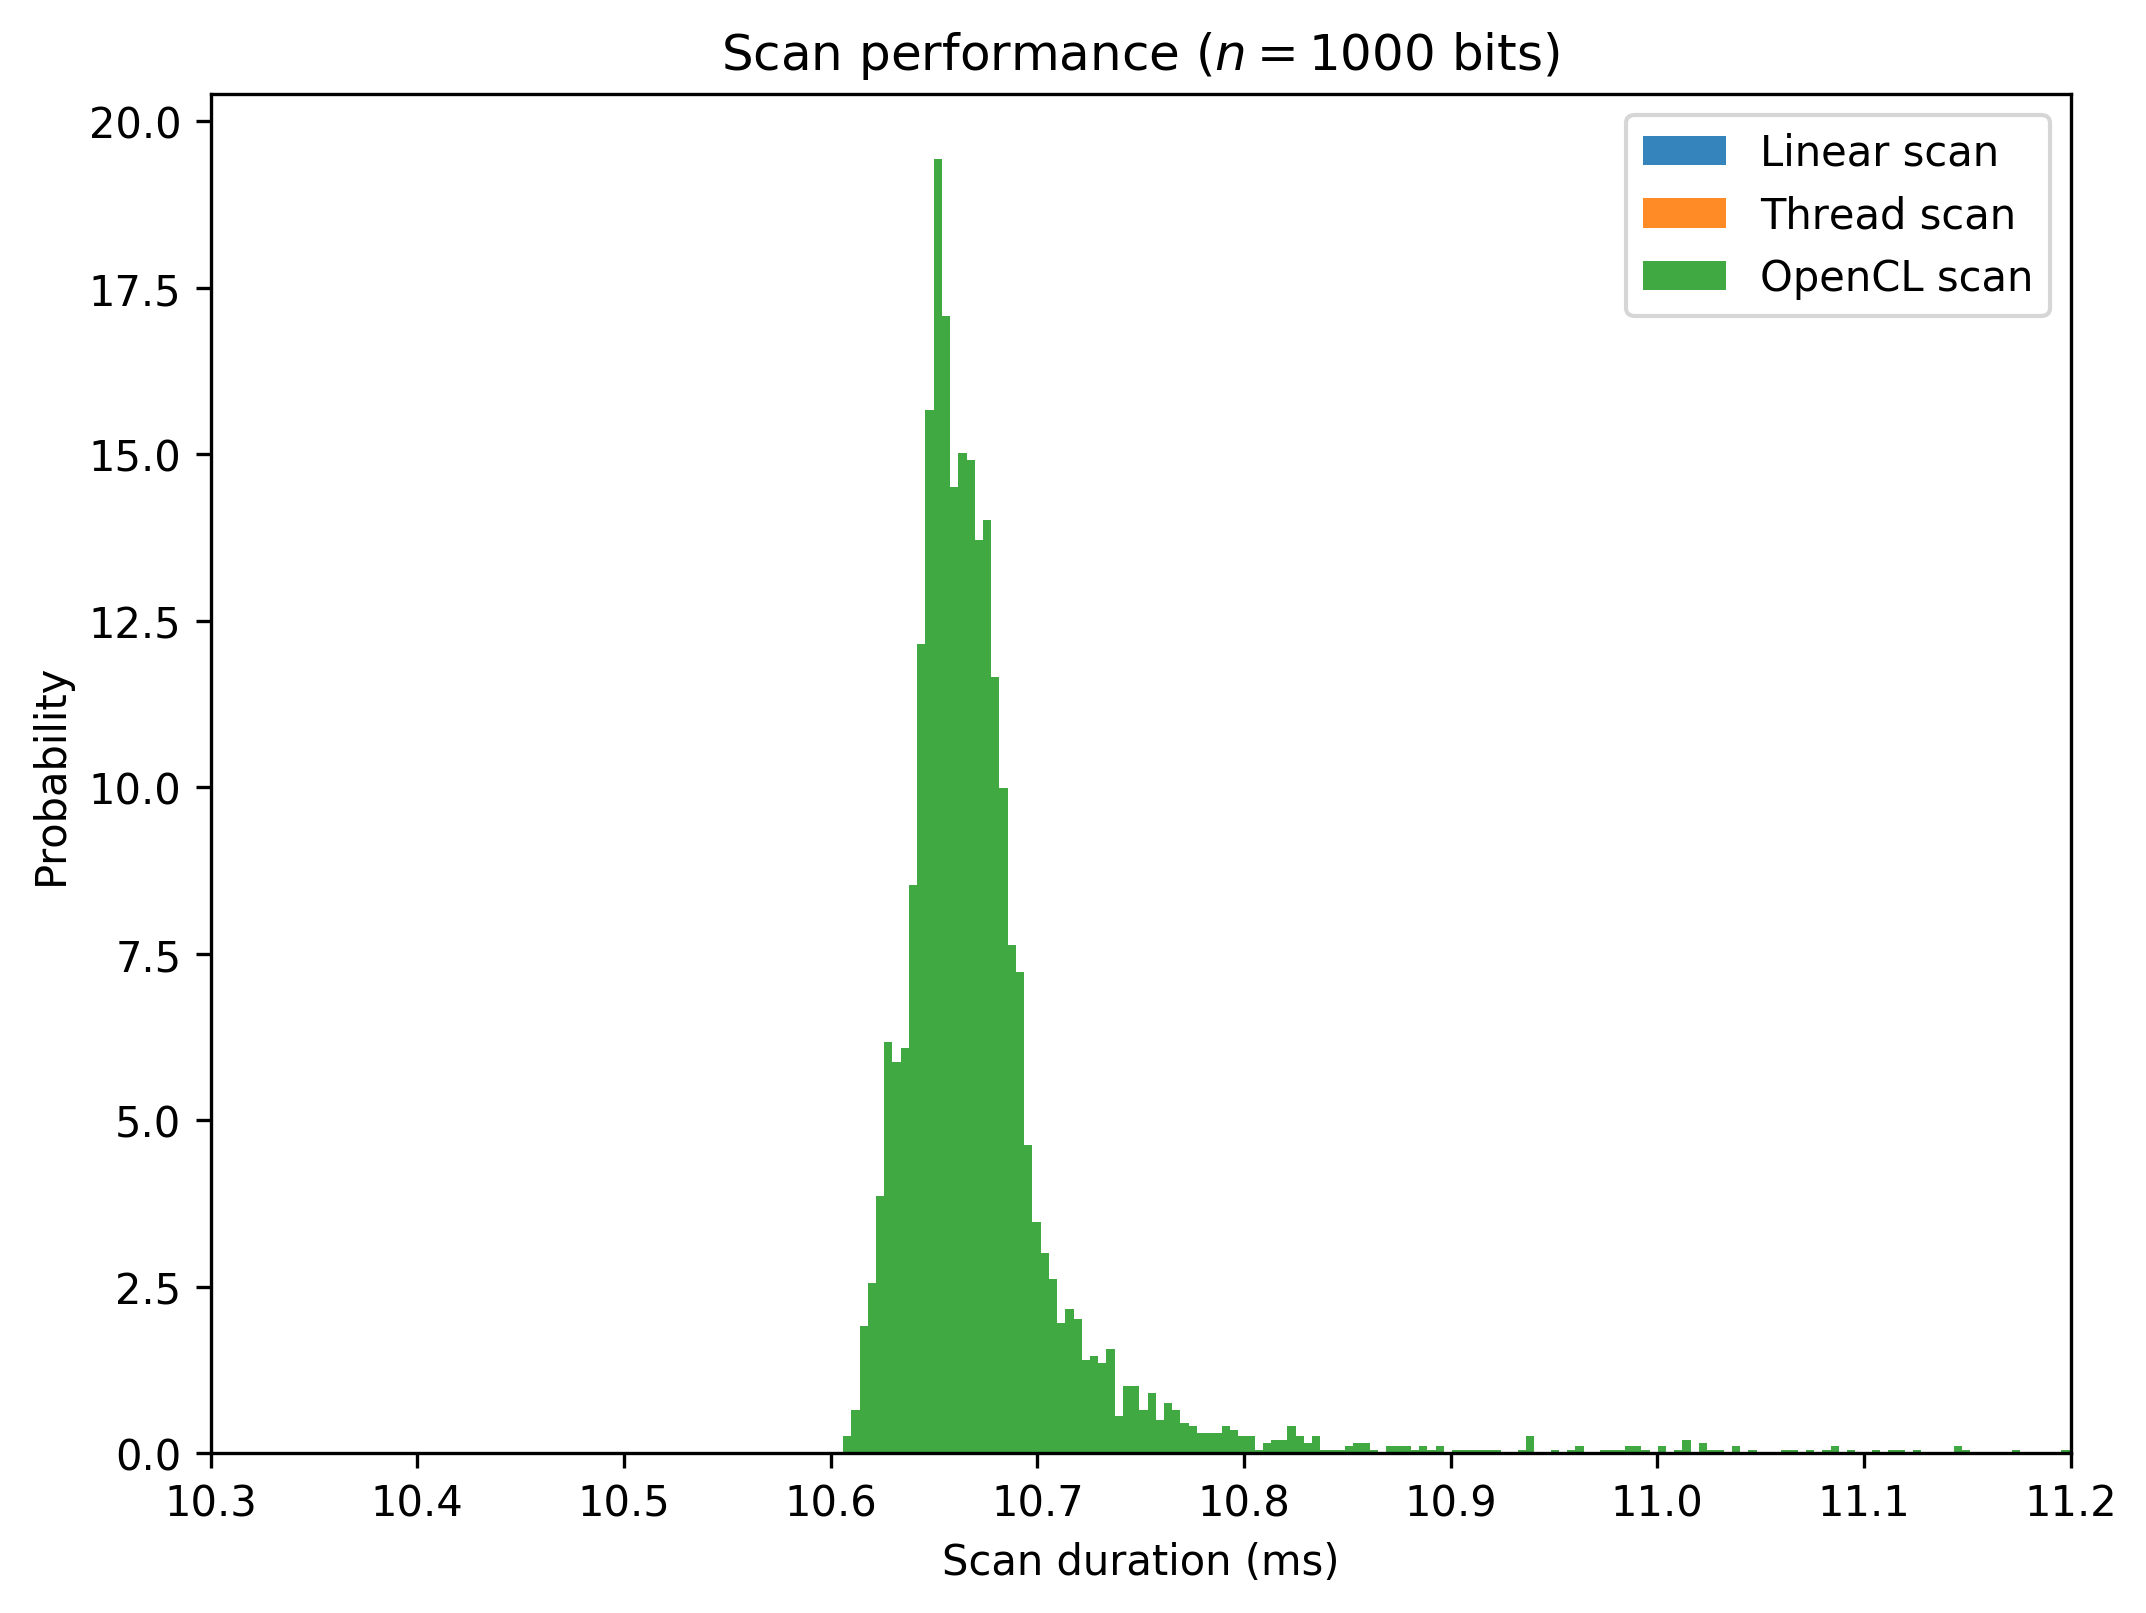 Scan performance (n = 1000 bits)
20.0
17.5
15.0
12.5
10.0
7.5
5.0
2.5
0.0
Probability
Linear scan
Thread scan
OpenCL scan
10.3 10.4 10.5 10.6 10.7 10.8 10.9 11.0 11.1 11.2
Scan duration (ms)